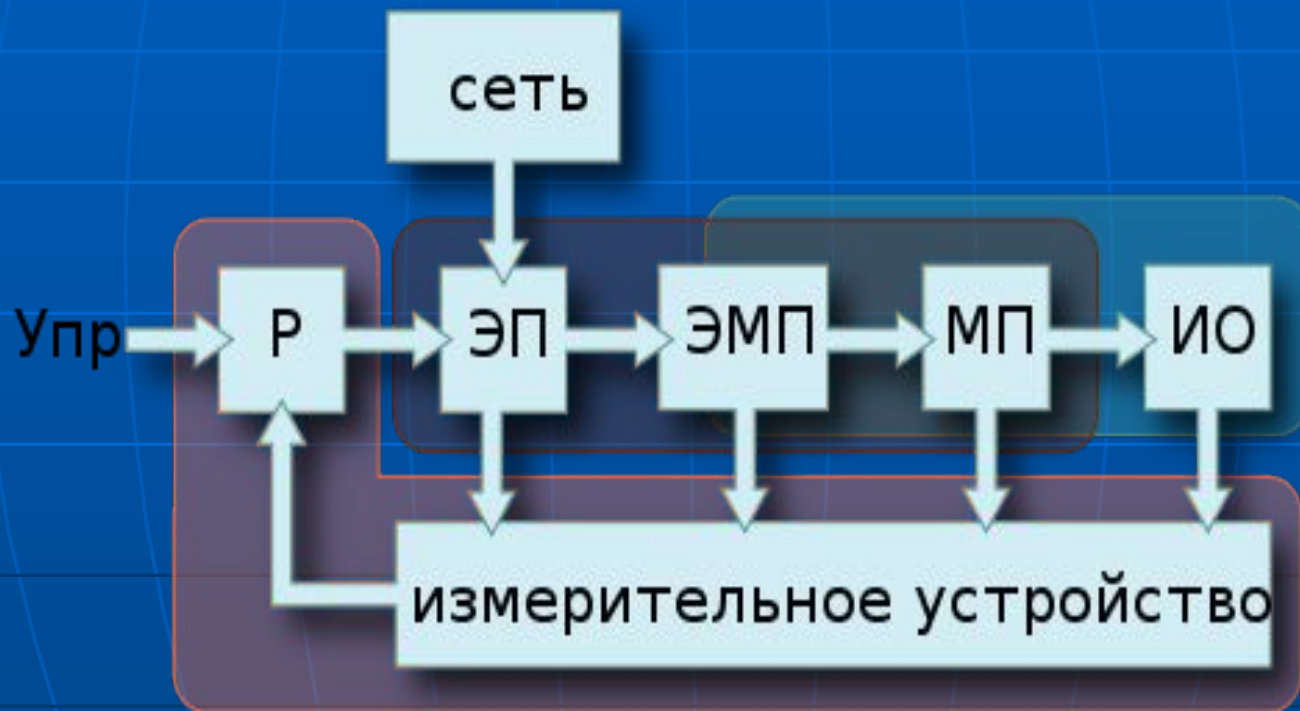 сеть
Упр
Р
ЭП
ЭМП
МП
ИО
измерительное устройство